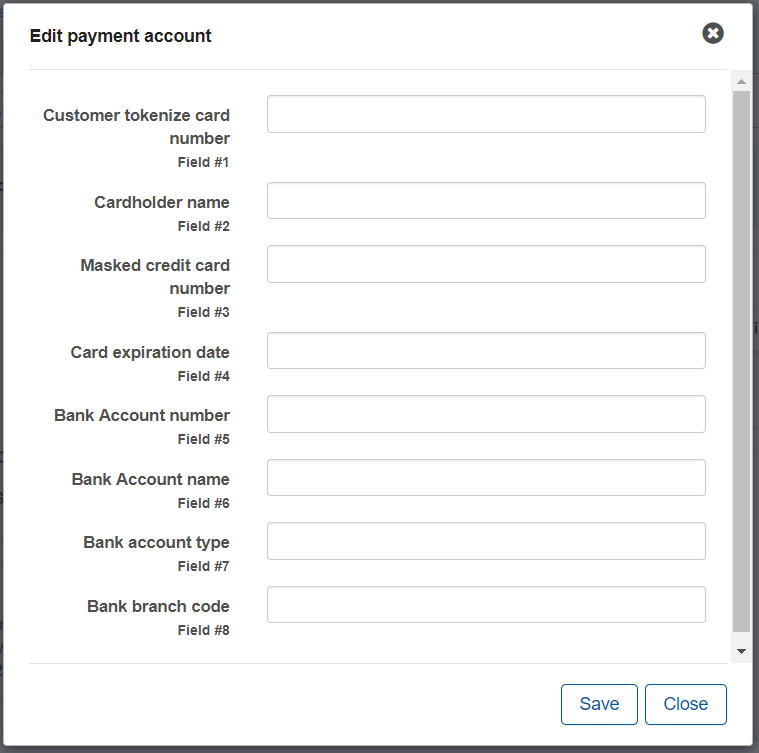 Edit payment account
Customer tokenize card
number
Field #1
Cardholder name
Field #2
Masked credit card
number
Field #3
Card expiration date
Field #4
Bank Account number
Field #5
Bank Account name
Field #6
Bank account type
Field #7
Bank branch code
Field #8
Save
Close